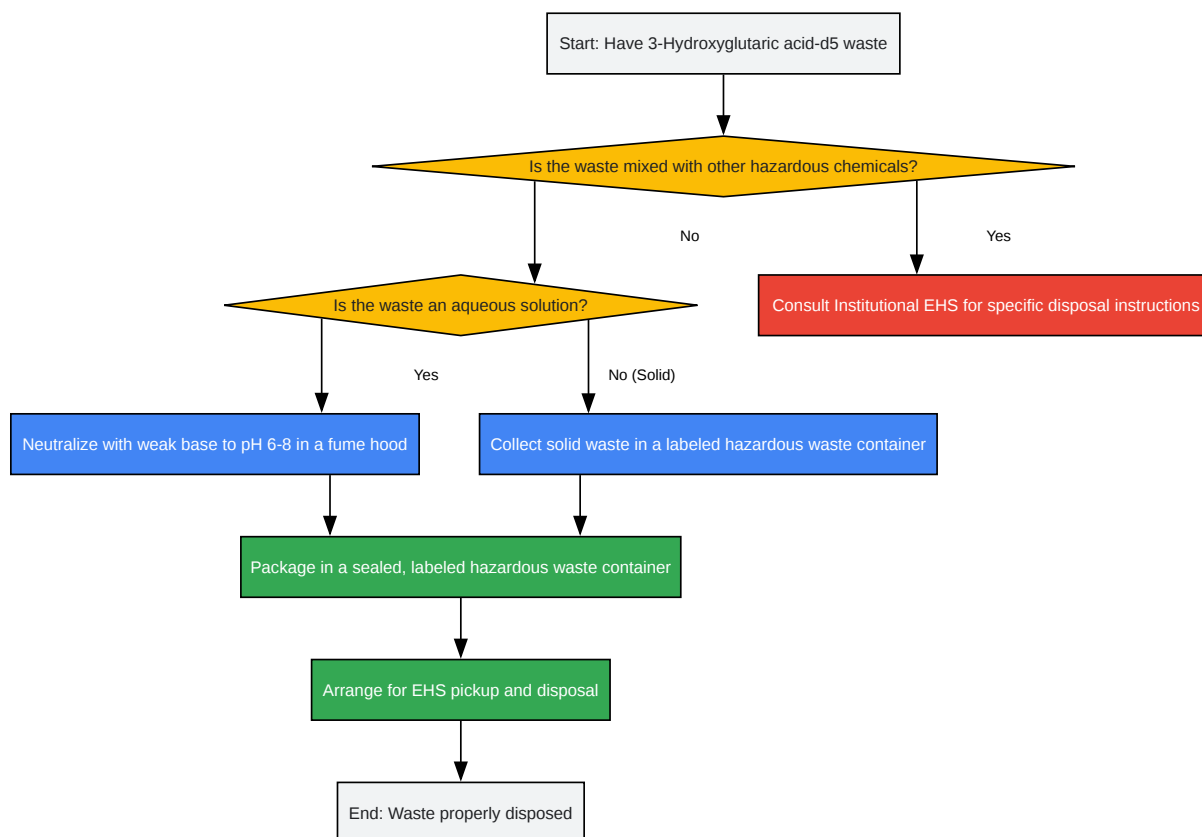 Start: Have 3-Hydroxyglutaric acid-d5 waste
Is the waste mixed with other hazardous chemicals?
No
Yes
Is the waste an aqueous solution?
Consult Institutional EHS for specific disposal instructions
Yes
No (Solid)
Neutralize with weak base to pH 6-8 in a fume hood
Collect solid waste in a labeled hazardous waste container
Package in a sealed, labeled hazardous waste container
Arrange for EHS pickup and disposal
End: Waste properly disposed